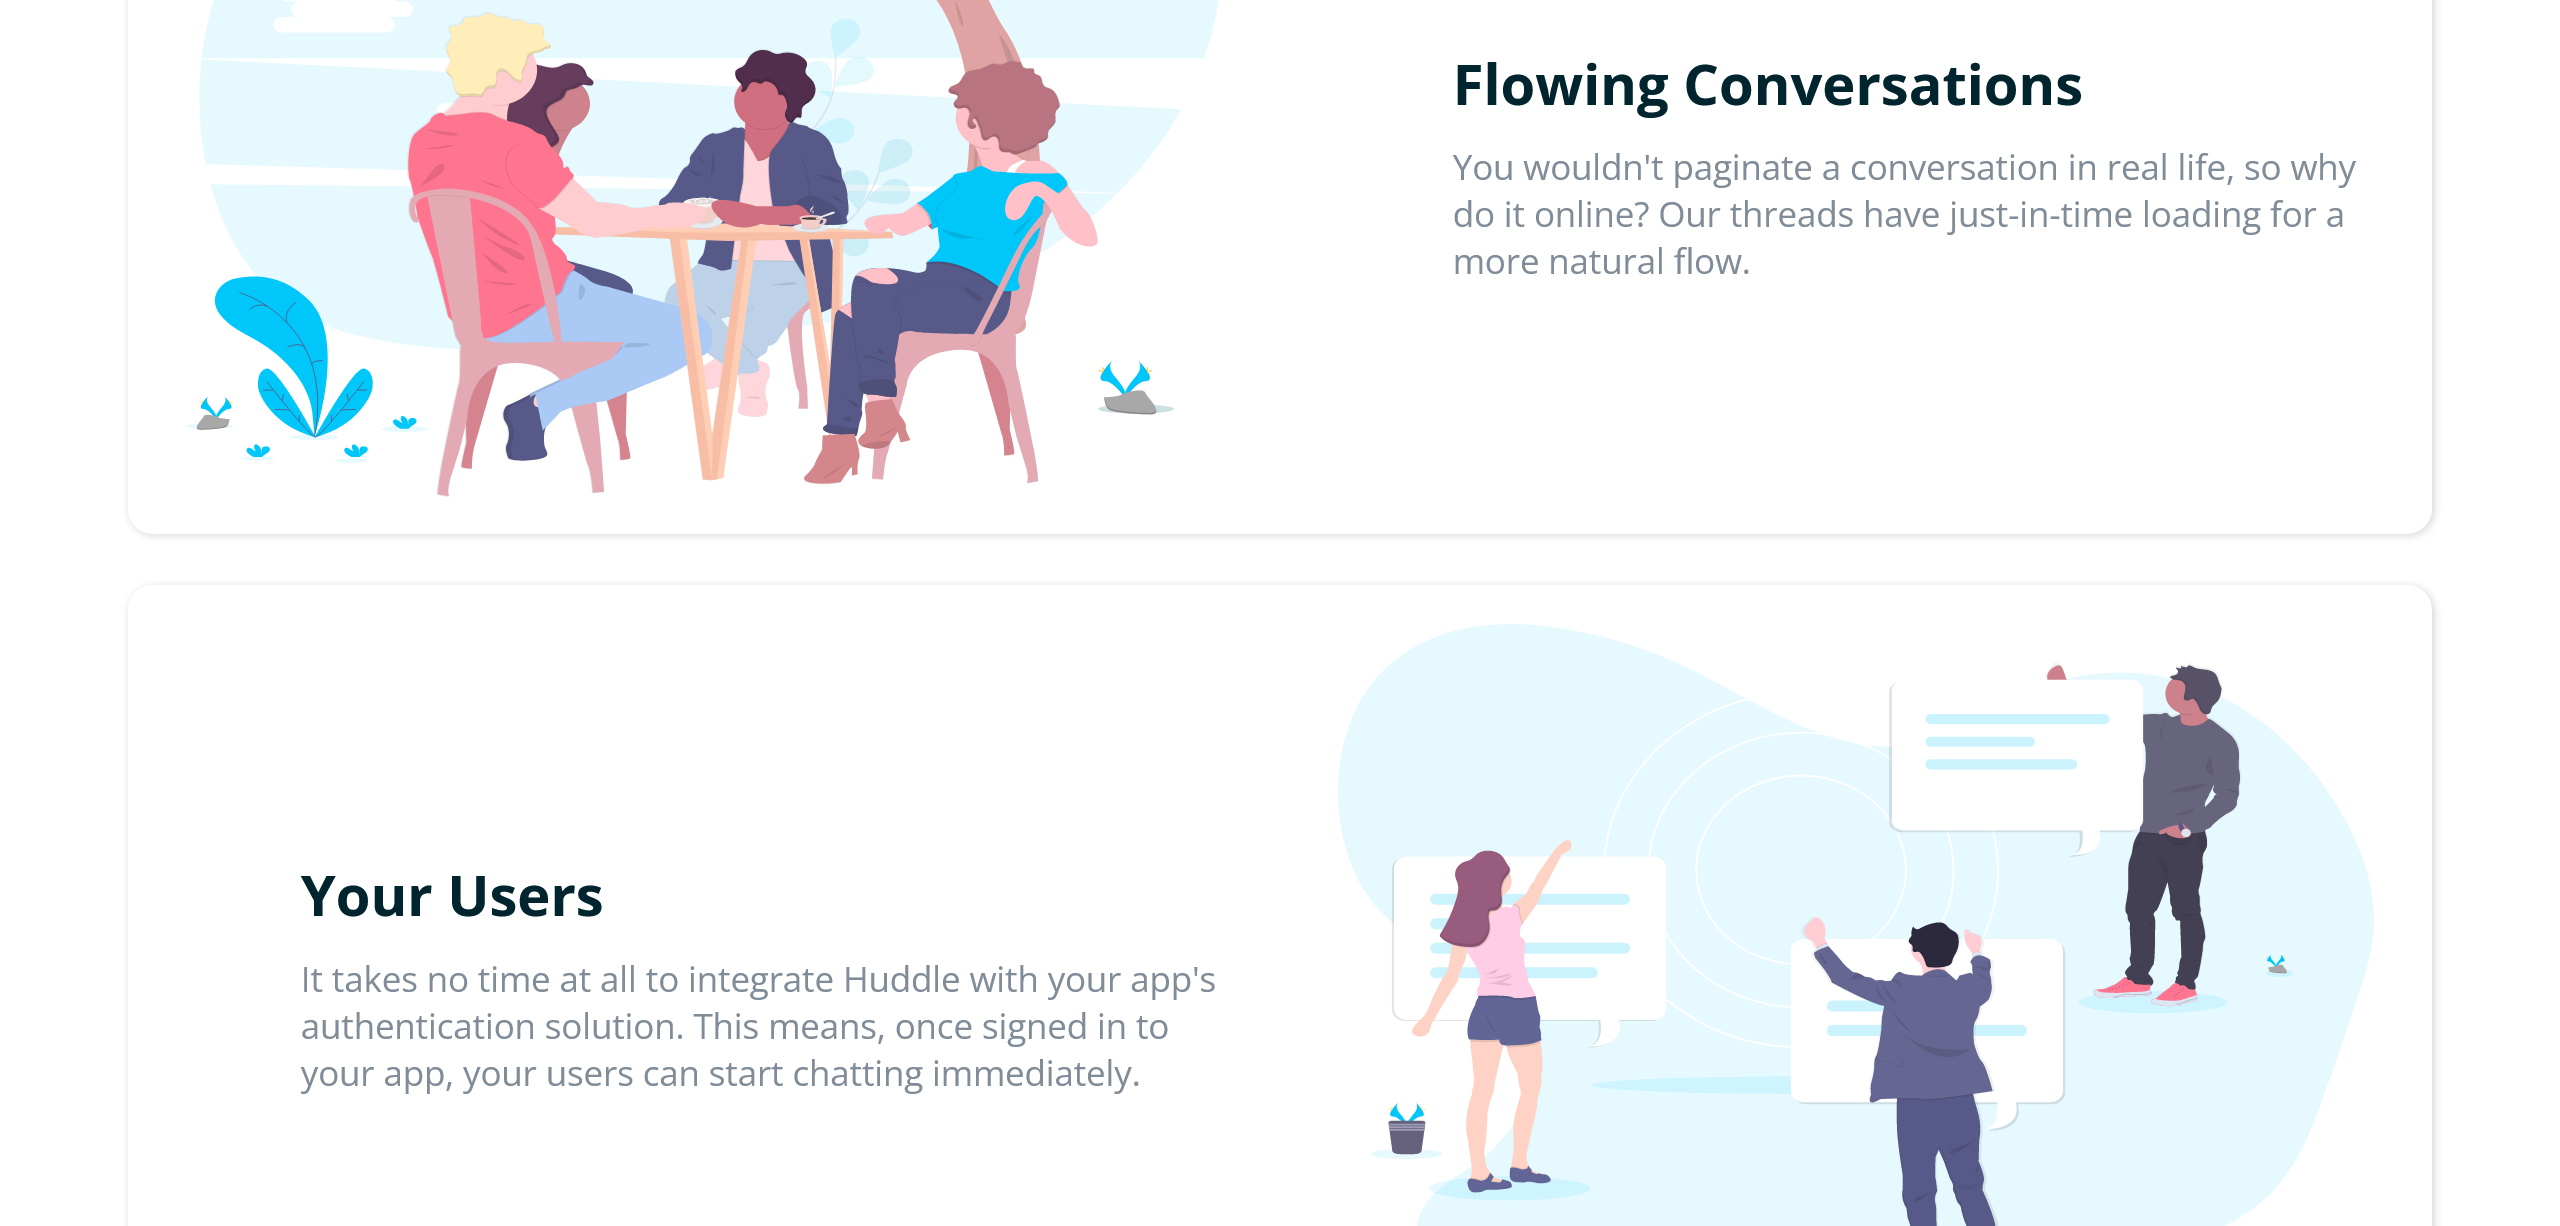 Flowing Conversations
You wouldn't paginate a conversation in real life, so why
do it online? Our threads have just-in-time loading for a
more natural flow.
Your Users
It takes no time at all to integrate Huddle with your app's
authentication solution. This means, once signed in to
your app, your users can start chatting immediately.